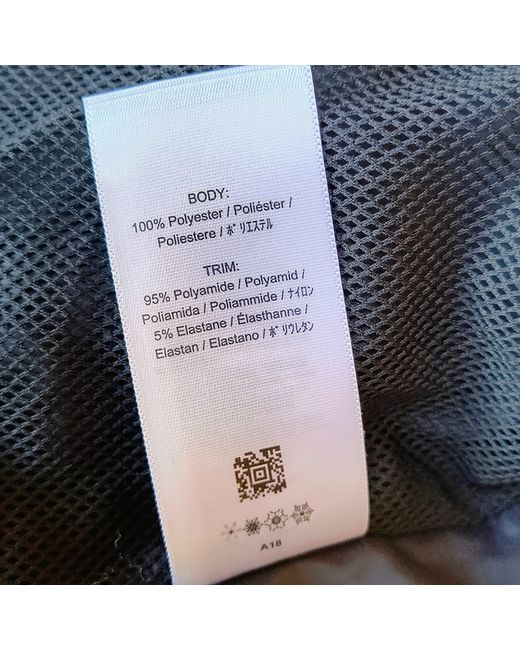 BODY:
100% Polyester / Poliéster /
Poliestere / ﾎﾟﾘｴｽﾃﾙ
TRIM:
95% Polyamide / Polyamid /
Poliamida / Poliammide / ﾅｲﾛﾝ
5% Elastane / Élasthanne /
Elastan / Elastano / ﾎﾟﾘｳﾚﾀﾝ
A18